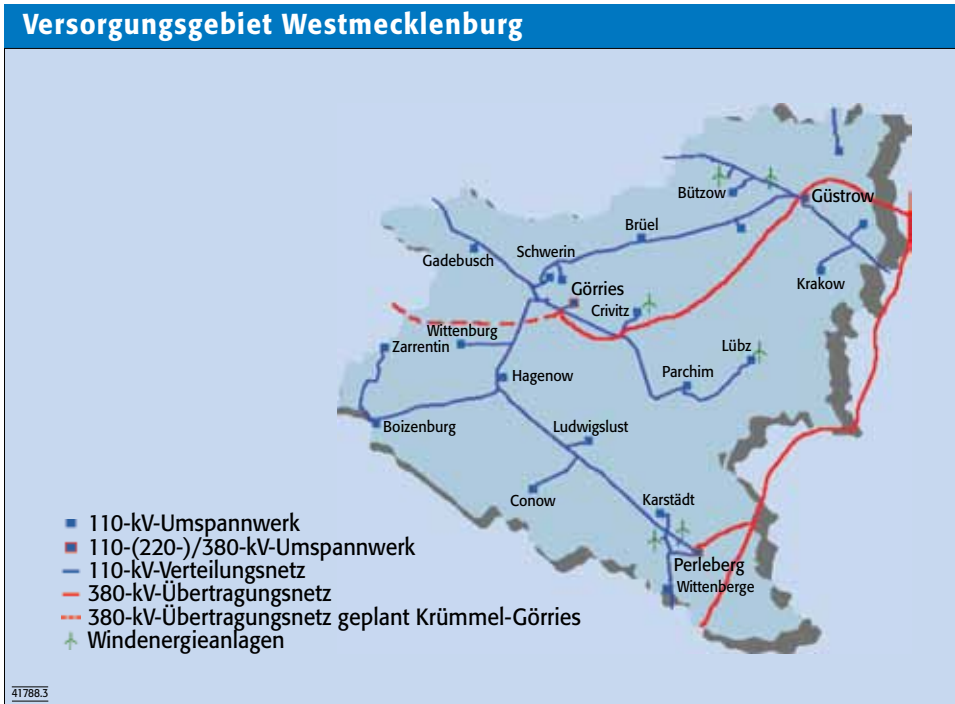 Versorgungsgebiet Westmecklenburg
Bützow
Güstrow
Brüel
Schwerin
Gadebusch
Krakow
Görries
Crivitz
Wittenburg
Zarrentin
Lübz
Parchim
Hagenow
Boizenburg
Ludwigslust
Conow
Karstädt
Perleberg
Wittenberge
110-kV-Umspannwerk
110-(220-)/380-kV-Umspannwerk
110-kV-Verteilungsnetz
380-kV-Übertragungsnetz
380-kV-Übertragungsnetz geplant Krümmel-Görries
Windenergieanlagen
41788.3